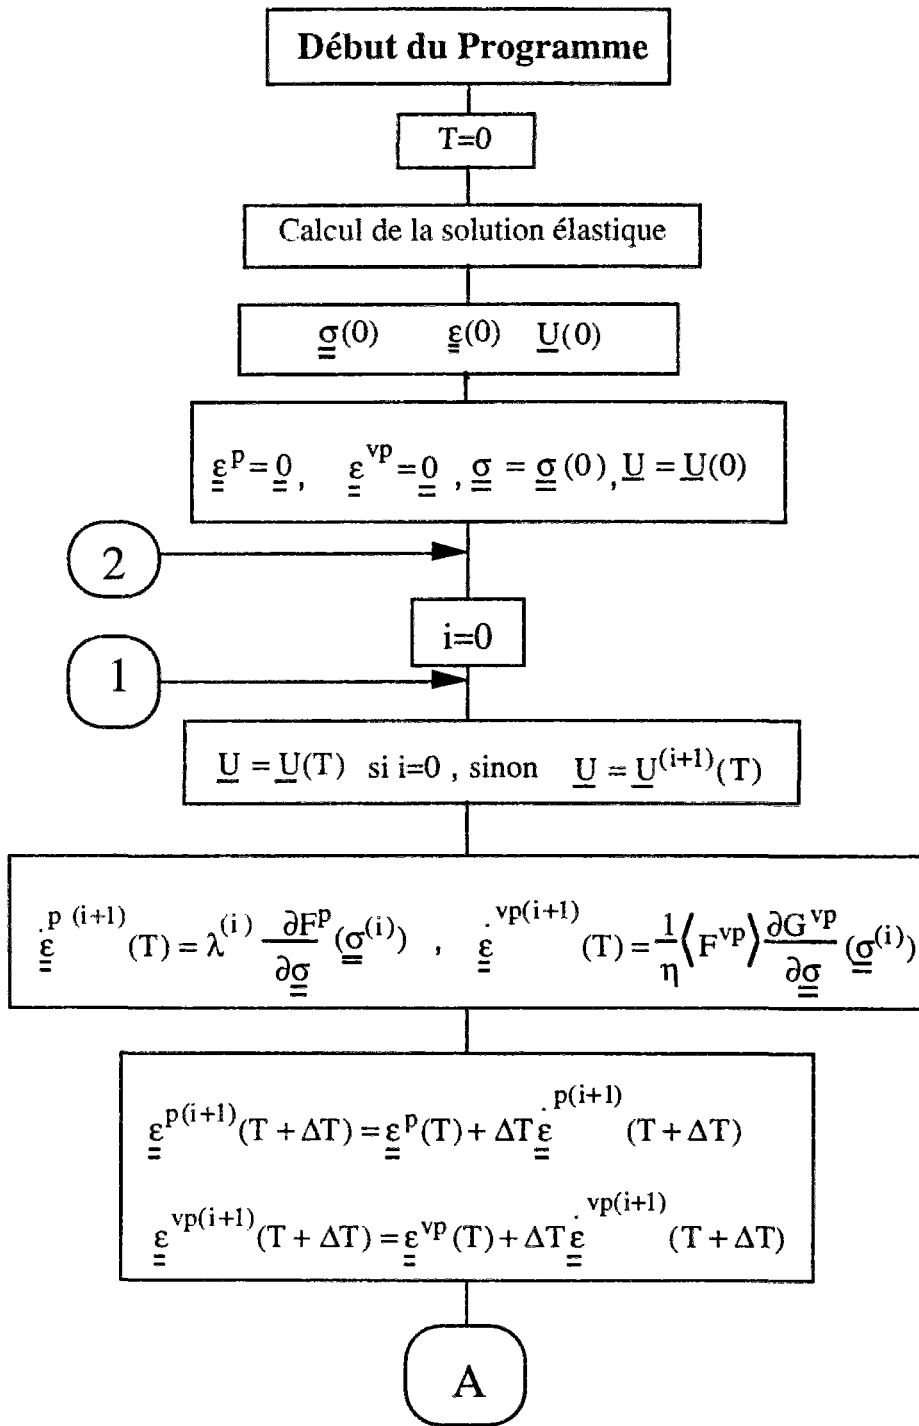 Début du Programme
T=0
Calcul de la solution élastique
σ̳(0) ε̳(0) U̲(0)
ε̳^p = 0̳, ε̳^vp = 0̳, σ̳ = σ̳(0), U̲ = U̲(0)
2
i=0
1
U̲ = U̲(T) si i=0 , sinon U̲ = U̲^(i+1)(T)
ε̳̇^p (i+1)(T) = λ^(i) ∂F^p/∂σ̳ (σ̳^(i)) , ε̳̇^vp(i+1)(T) = 1/η ⟨F^vp⟩ ∂G^vp/∂σ̳ (σ̳^(i))
ε̳^p(i+1)(T + ΔT) = ε̳^p(T) + ΔT ε̳̇^p(i+1)(T + ΔT)
ε̳^vp(i+1)(T + ΔT) = ε̳^vp(T) + ΔT ε̳̇^vp(i+1)(T + ΔT)
A